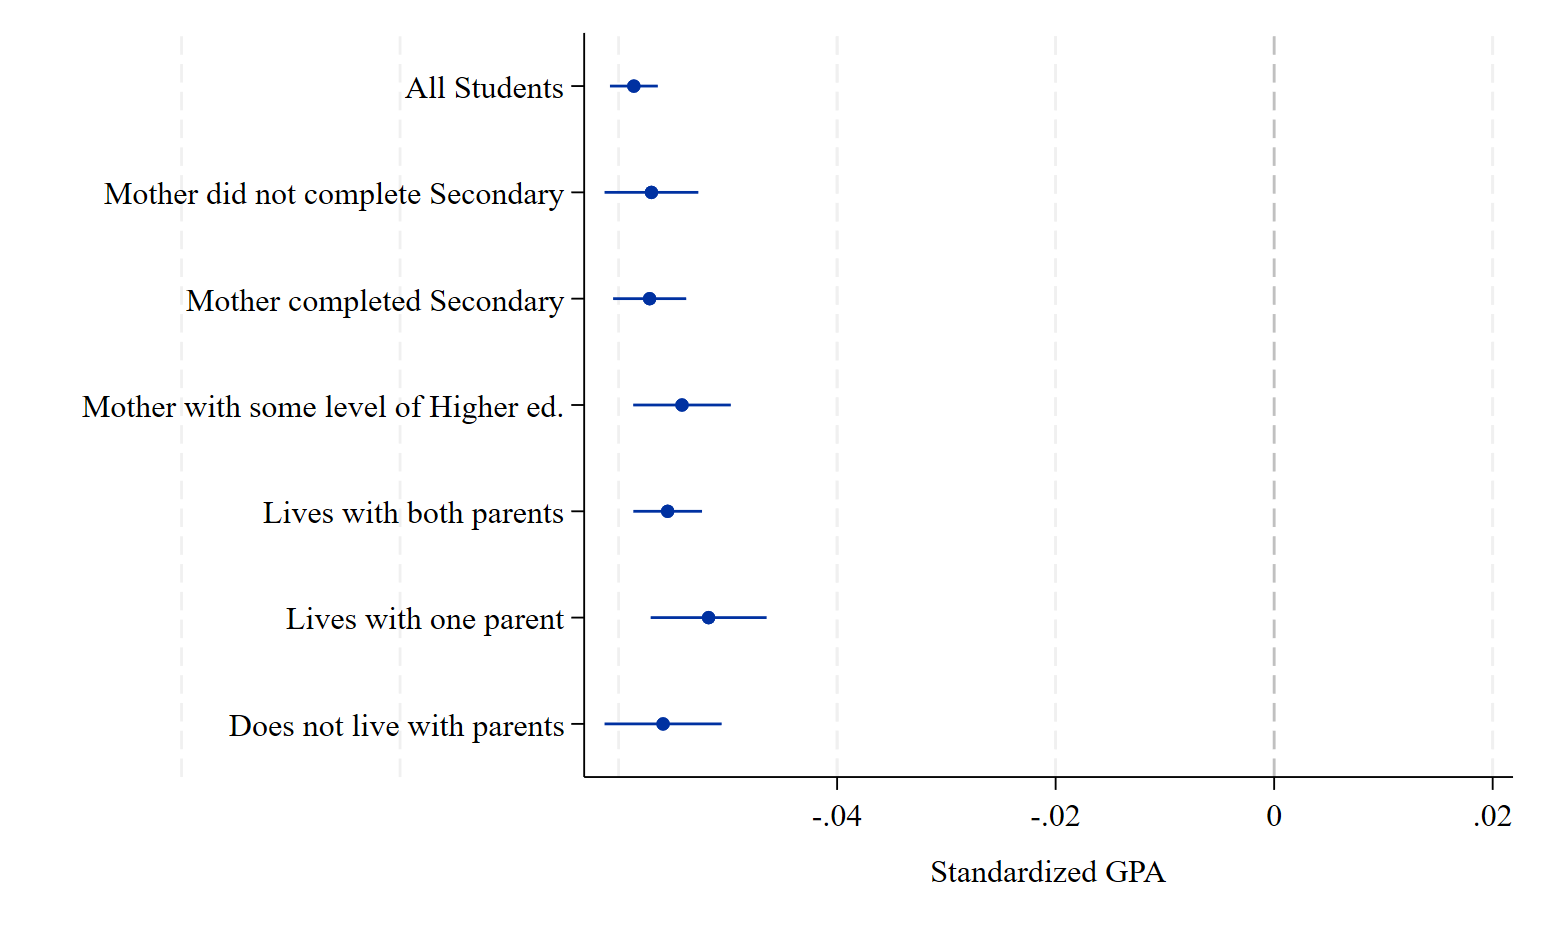 All Students
Mother did not complete Secondary
Mother completed Secondary
Mother with some level of Higher ed.
Lives with both parents
Lives with one parent
Does not live with parents
-.04 -.02 0 .02
Standardized GPA